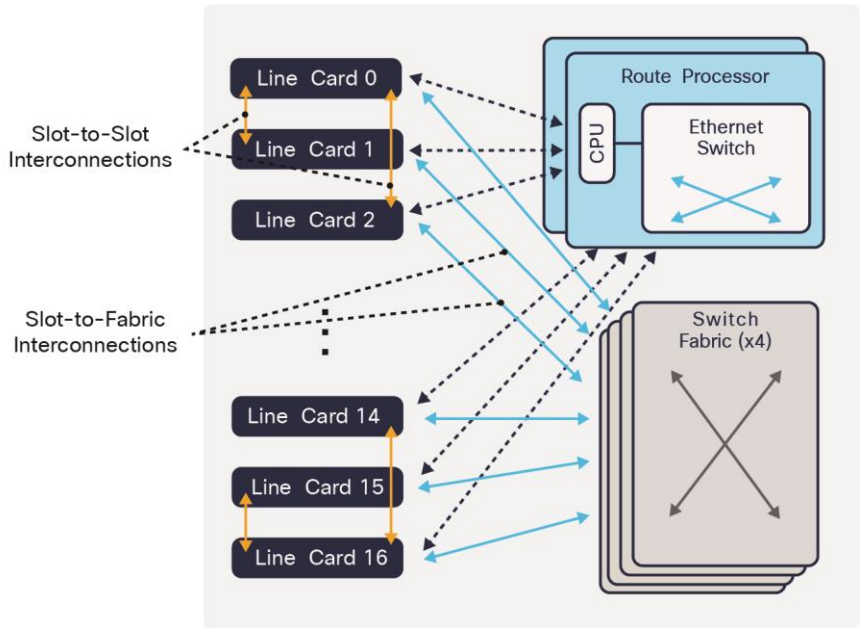 Line Card 0
Line Card 1
Line Card 2
Slot-to-Slot
Interconnections
Slot-to-Fabric
Interconnections
Line Card 14
Line Card 15
Line Card 16
Route Processor
CPU
Ethernet
Switch
Switch
Fabric (x4)